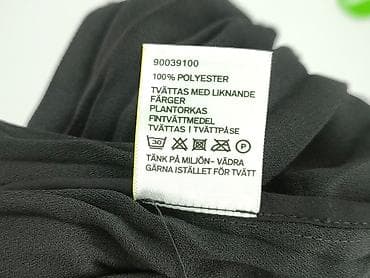 90039100
100% POLYESTER
TVÄTTAS MED LIKNANDE
FÄRGER
PLANTORKAS
FINTVÄTTMEDEL
TVÄTTAS I TVÄTTPÅSE
30 P
TÄNK PÅ MILJÖN- VÄDRA
GÄRNA ISTÄLLET FÖR TVÄTT